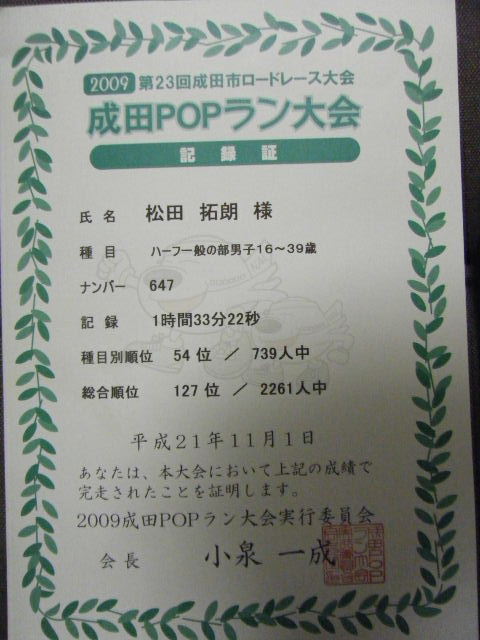 2009 第23回成田市ロードレース大会
成田POPラン大会
記録証
氏名 松田 拓朗 様
種目 ハーフ一般の部男子16～39歳
ナンバー 647
記録 1時間33分22秒
種目別順位 54位 ／ 739人中
総合順位 127位 ／ 2261人中
平成21年11月1日
あなたは、本大会において上記の成績で
完走されたことを証明します。
2009成田POPラン大会実行委員会
会長 小泉 一成